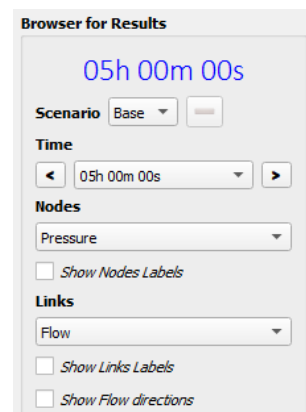 Browser for Results
05h 00m 00s
Scenario Base
Time
< 05h 00m 00s >
Nodes
Pressure
Show Nodes Labels
Links
Flow
Show Links Labels
Show Flow directions